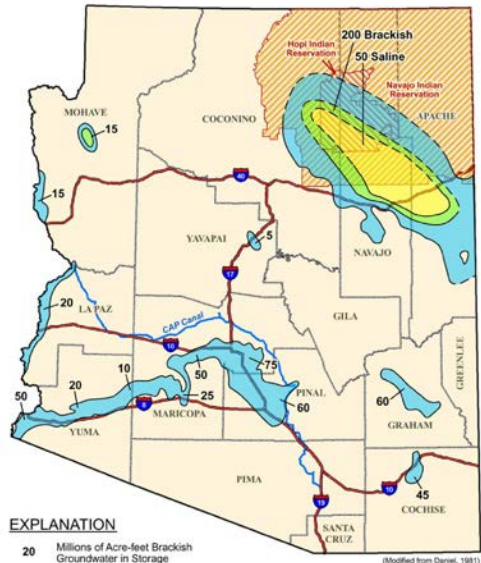 200 Brackish
50 Saline
Hopi Indian
Reservation
Navajo Indian
Reservation
MOHAVE
COCONINO
APACHE
15
15
40
YAVAPAI
5
NAVAJO
17
20
LA PAZ
CAP Canal
GILA
GREENLEE
10
50
75
10
20
50
25
60
PINAL
8
YUMA
MARICOPA
60
GRAHAM
PIMA
10
45
COCHISE
19
SANTA
CRUZ
EXPLANATION
20 Millions of Acre-feet Brackish
Groundwater in Storage
(Modified from Daniel, 1981)